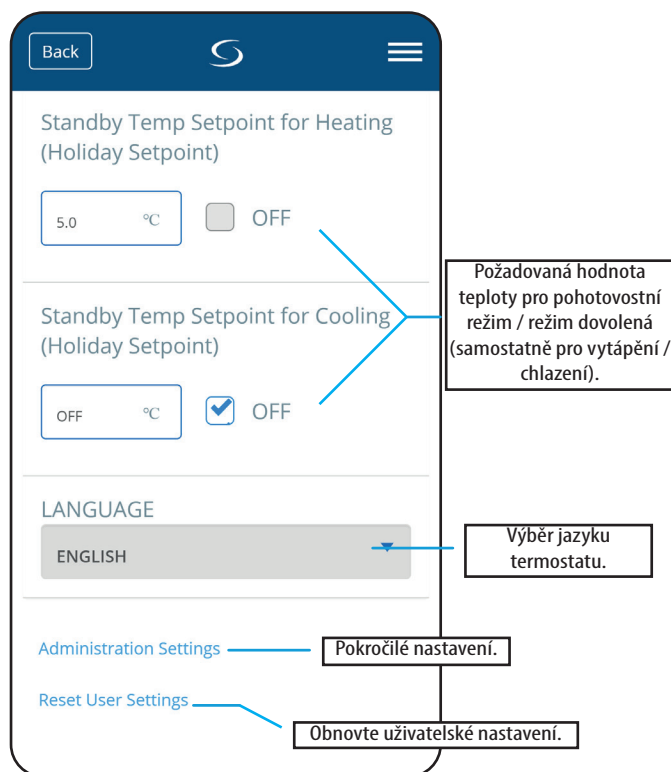 Back
Standby Temp Setpoint for Heating
(Holiday Setpoint)
5.0 °C OFF
Požadovaná hodnota
teploty pro pohotovostní
režim / režim dovolená
(samostatně pro vytápění /
chlazení).
Standby Temp Setpoint for Cooling
(Holiday Setpoint)
OFF °C OFF
LANGUAGE
ENGLISH
Výběr jazyku
termostatu.
Administration Settings
Pokročilé nastavení.
Reset User Settings
Obnovte uživatelské nastavení.